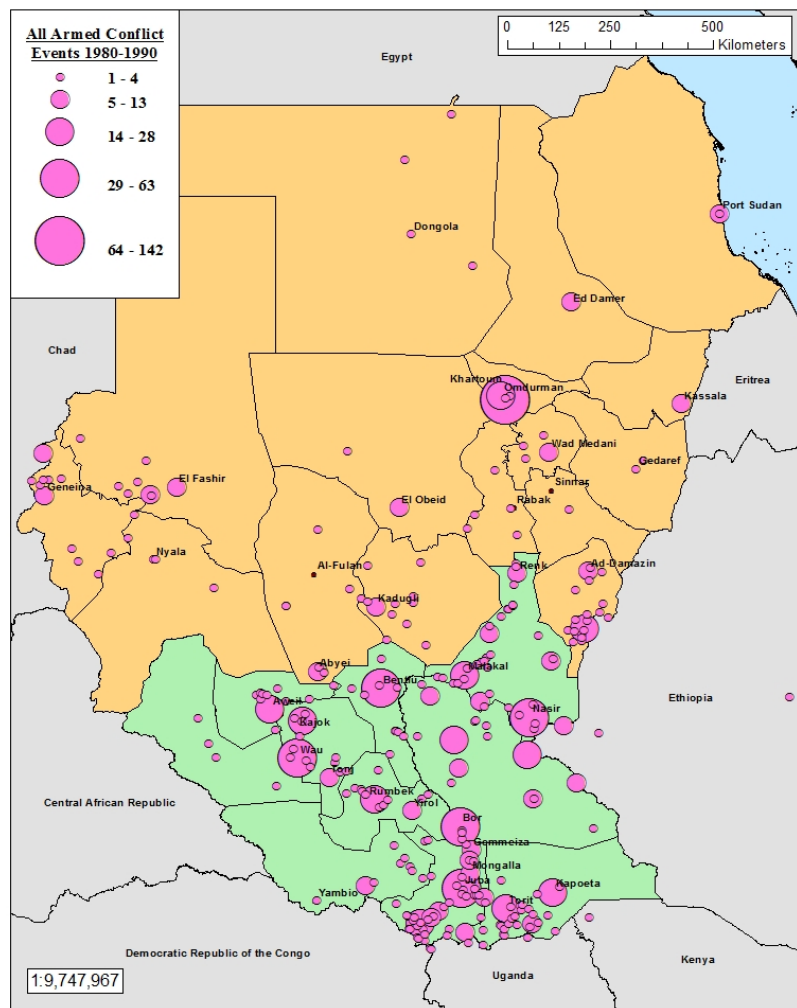 All Armed Conflict
Events 1980-1990
1 - 4
5 - 13
14 - 28
29 - 63
64 - 142
0 125 250 500
Kilometers
Egypt
Port Sudan
Dongola
Ed Damer
Chad
Khartoum
Omdurman
Kassala
Eritrea
Wad Medani
Gedaref
El Fashir
Geneina
Sinnar
El Obeid
Rabak
Nyala
Al-Fulah
Renk
Ad-Damazin
Kadugli
Abyei
Malakal
Bentiu
Ethiopia
Aweil
Nasir
Kajok
Wau
Tonj
Central African Republic
Rumbek
Yirol
Bor
Gemmeiza
Mongalla
Juba
Kapoeta
Yambio
Torit
Democratic Republic of the Congo
Kenya
Uganda
1:9,747,967